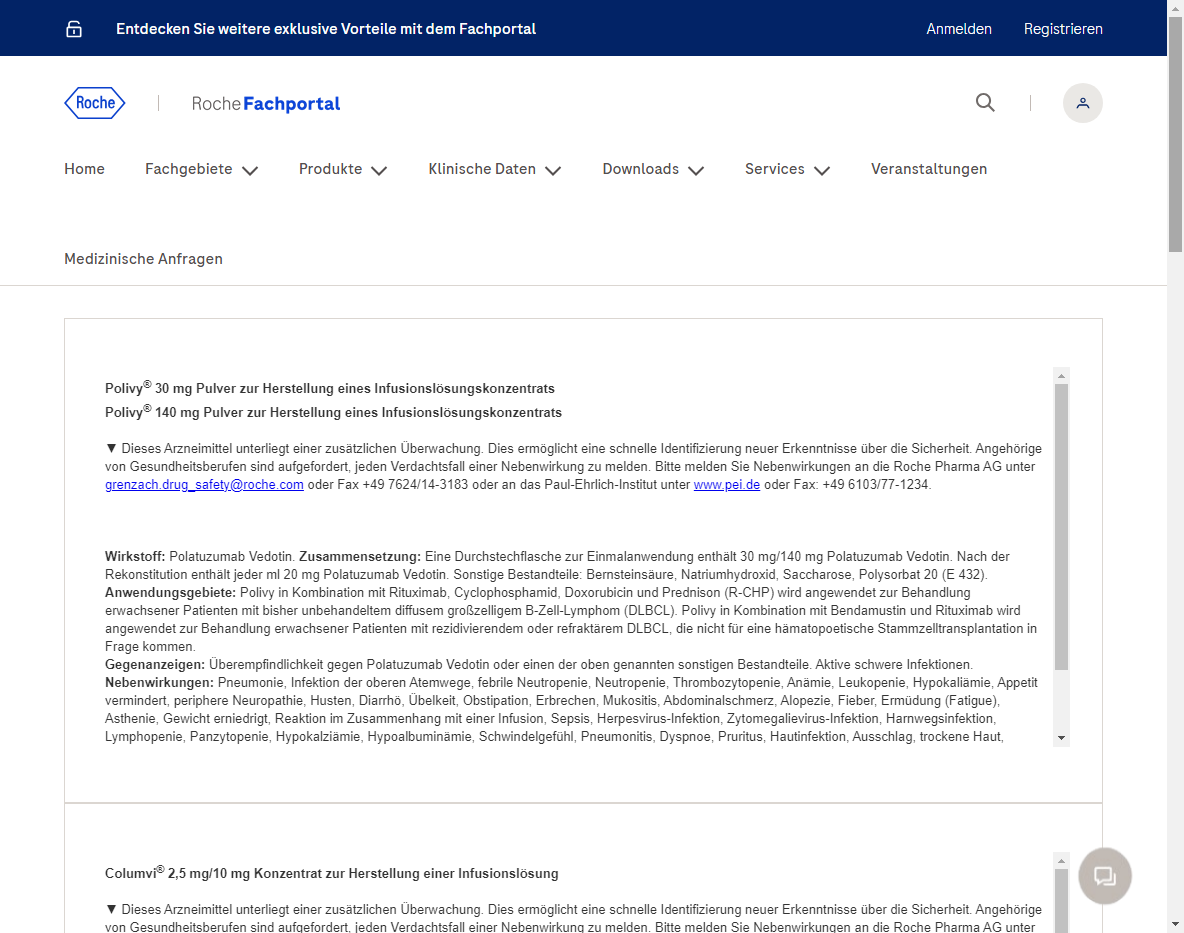 Entdecken Sie weitere exklusive Vorteile mit dem Fachportal
Anmelden
Registrieren
Roche
Roche Fachportal
Home
Fachgebiete
Produkte
Klinische Daten
Downloads
Services
Veranstaltungen
Medizinische Anfragen
Polivy® 30 mg Pulver zur Herstellung eines Infusionslösungskonzentrats
Polivy® 140 mg Pulver zur Herstellung eines Infusionslösungskonzentrats
▼ Dieses Arzneimittel unterliegt einer zusätzlichen Überwachung. Dies ermöglicht eine schnelle Identifizierung neuer Erkenntnisse über die Sicherheit. Angehörige
von Gesundheitsberufen sind aufgefordert, jeden Verdachtsfall einer Nebenwirkung zu melden. Bitte melden Sie Nebenwirkungen an die Roche Pharma AG unter
grenzach.drug_safety@roche.com oder Fax +49 7624/14-3183 oder an das Paul-Ehrlich-Institut unter www.pei.de oder Fax: +49 6103/77-1234.
Wirkstoff: Polatuzumab Vedotin. Zusammensetzung: Eine Durchstechflasche zur Einmalanwendung enthält 30 mg/140 mg Polatuzumab Vedotin. Nach der
Rekonstitution enthält jeder ml 20 mg Polatuzumab Vedotin. Sonstige Bestandteile: Bernsteinsäure, Natriumhydroxid, Saccharose, Polysorbat 20 (E 432).
Anwendungsgebiete: Polivy in Kombination mit Rituximab, Cyclophosphamid, Doxorubicin und Prednison (R-CHP) wird angewendet zur Behandlung
erwachsener Patienten mit bisher unbehandeltem diffusem großzelligem B-Zell-Lymphom (DLBCL). Polivy in Kombination mit Bendamustin und Rituximab wird
angewendet zur Behandlung erwachsener Patienten mit rezidivierendem oder refraktärem DLBCL, die nicht für eine hämatopoetische Stammzelltransplantation in
Frage kommen.
Gegenanzeigen: Überempfindlichkeit gegen Polatuzumab Vedotin oder einen der oben genannten sonstigen Bestandteile. Aktive schwere Infektionen.
Nebenwirkungen: Pneumonie, Infektion der oberen Atemwege, febrile Neutropenie, Neutropenie, Thrombozytopenie, Anämie, Leukopenie, Hypokaliämie, Appetit
vermindert, periphere Neuropathie, Husten, Diarrhö, Übelkeit, Obstipation, Erbrechen, Mukositis, Abdominalschmerz, Alopezie, Fieber, Ermüdung (Fatigue),
Asthenie, Gewicht erniedrigt, Reaktion im Zusammenhang mit einer Infusion, Sepsis, Herpesvirus-Infektion, Zytomegalievirus-Infektion, Harnwegsinfektion,
Lymphopenie, Panzytopenie, Hypokalziämie, Hypoalbuminämie, Schwindelgefühl, Pneumonitis, Dyspnoe, Pruritus, Hautinfektion, Ausschlag, trockene Haut,
Columvi® 2,5 mg/10 mg Konzentrat zur Herstellung einer Infusionslösung
▼ Dieses Arzneimittel unterliegt einer zusätzlichen Überwachung. Dies ermöglicht eine schnelle Identifizierung neuer Erkenntnisse über die Sicherheit. Angehörige
von Gesundheitsberufen sind aufgefordert, jeden Verdachtsfall einer Nebenwirkung zu melden. Bitte melden Sie Nebenwirkungen an die Roche Pharma AG unter